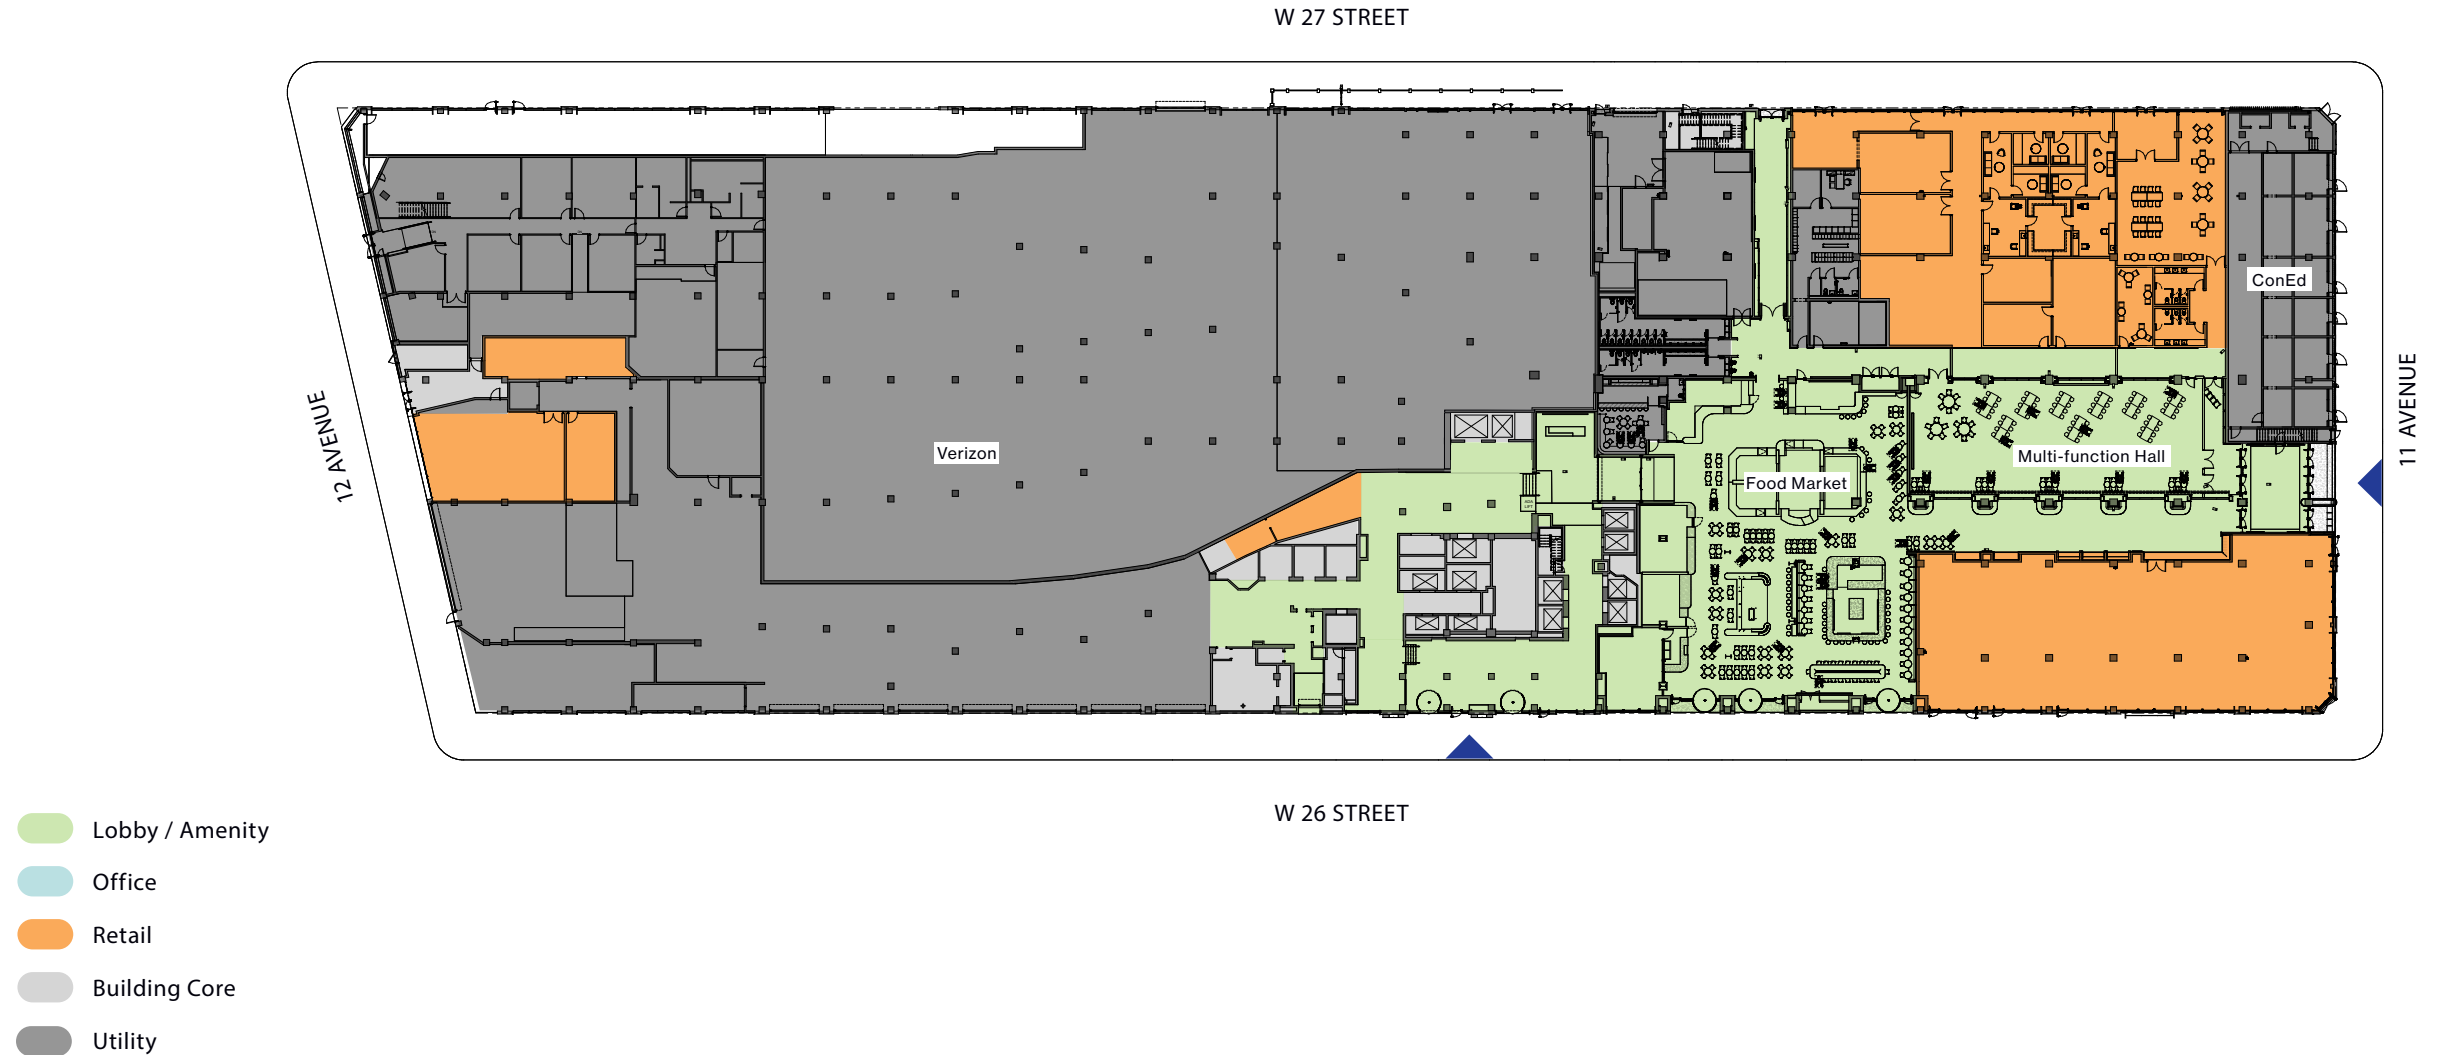 W 27 STREET
ConEd
11 AVENUE
12 AVENUE
Verizon
Multi-function Hall
Food Market
W 26 STREET
Lobby / Amenity
Office
Retail
Building Core
Utility